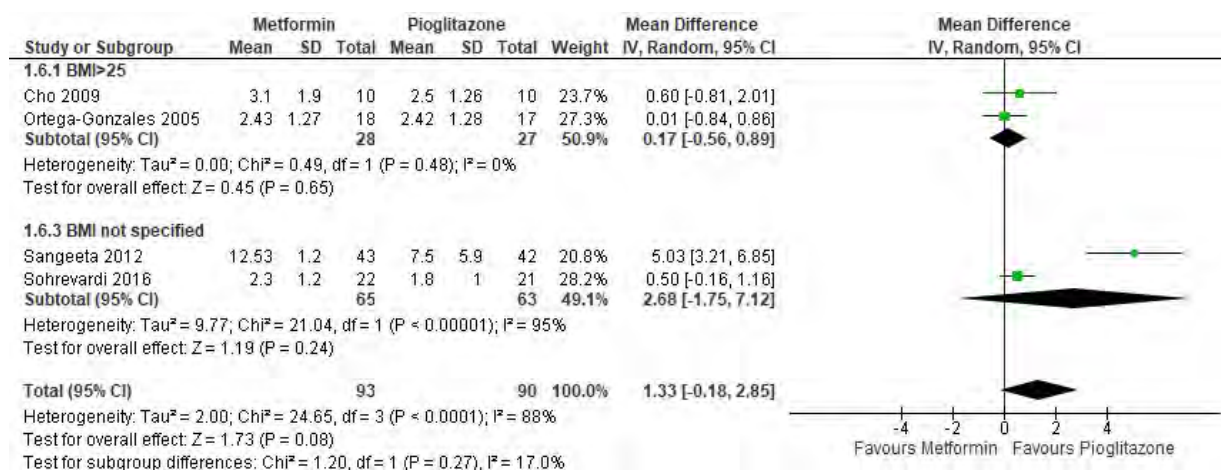 Metformin Pioglitazone Mean Difference Mean Difference
Study or Subgroup Mean SD Total Mean SD Total Weight IV, Random, 95% CI IV, Random, 95% CI
1.6.1 BMI>25
Cho 2009 3.1 1.9 10 2.5 1.26 10 23.7% 0.60 [-0.81, 2.01]
Ortega-Gonzales 2005 2.43 1.27 18 2.42 1.28 17 27.3% 0.01 [-0.84, 0.86]
Subtotal (95% CI) 28 27 50.9% 0.17 [-0.56, 0.89]
Heterogeneity: Tau² = 0.00; Chi² = 0.49, df = 1 (P = 0.48); I² = 0%
Test for overall effect: Z = 0.45 (P = 0.65)
1.6.3 BMI not specified
Sangeeta 2012 12.53 1.2 43 7.5 5.9 42 20.8% 5.03 [3.21, 6.85]
Sohrevardi 2016 2.3 1.2 22 1.8 1 21 28.2% 0.50 [-0.16, 1.16]
Subtotal (95% CI) 65 63 49.1% 2.68 [-1.75, 7.12]
Heterogeneity: Tau² = 9.77; Chi² = 21.04, df = 1 (P < 0.00001); I² = 95%
Test for overall effect: Z = 1.19 (P = 0.24)
Total (95% CI) 93 90 100.0% 1.33 [-0.18, 2.85]
Heterogeneity: Tau² = 2.00; Chi² = 24.65, df = 3 (P < 0.0001); I² = 88%
Test for overall effect: Z = 1.73 (P = 0.08)
Test for subgroup differences: Chi² = 1.20, df = 1 (P = 0.27), I² = 17.0%
-4 -2 0 2 4
Favours Metformin Favours Pioglitazone